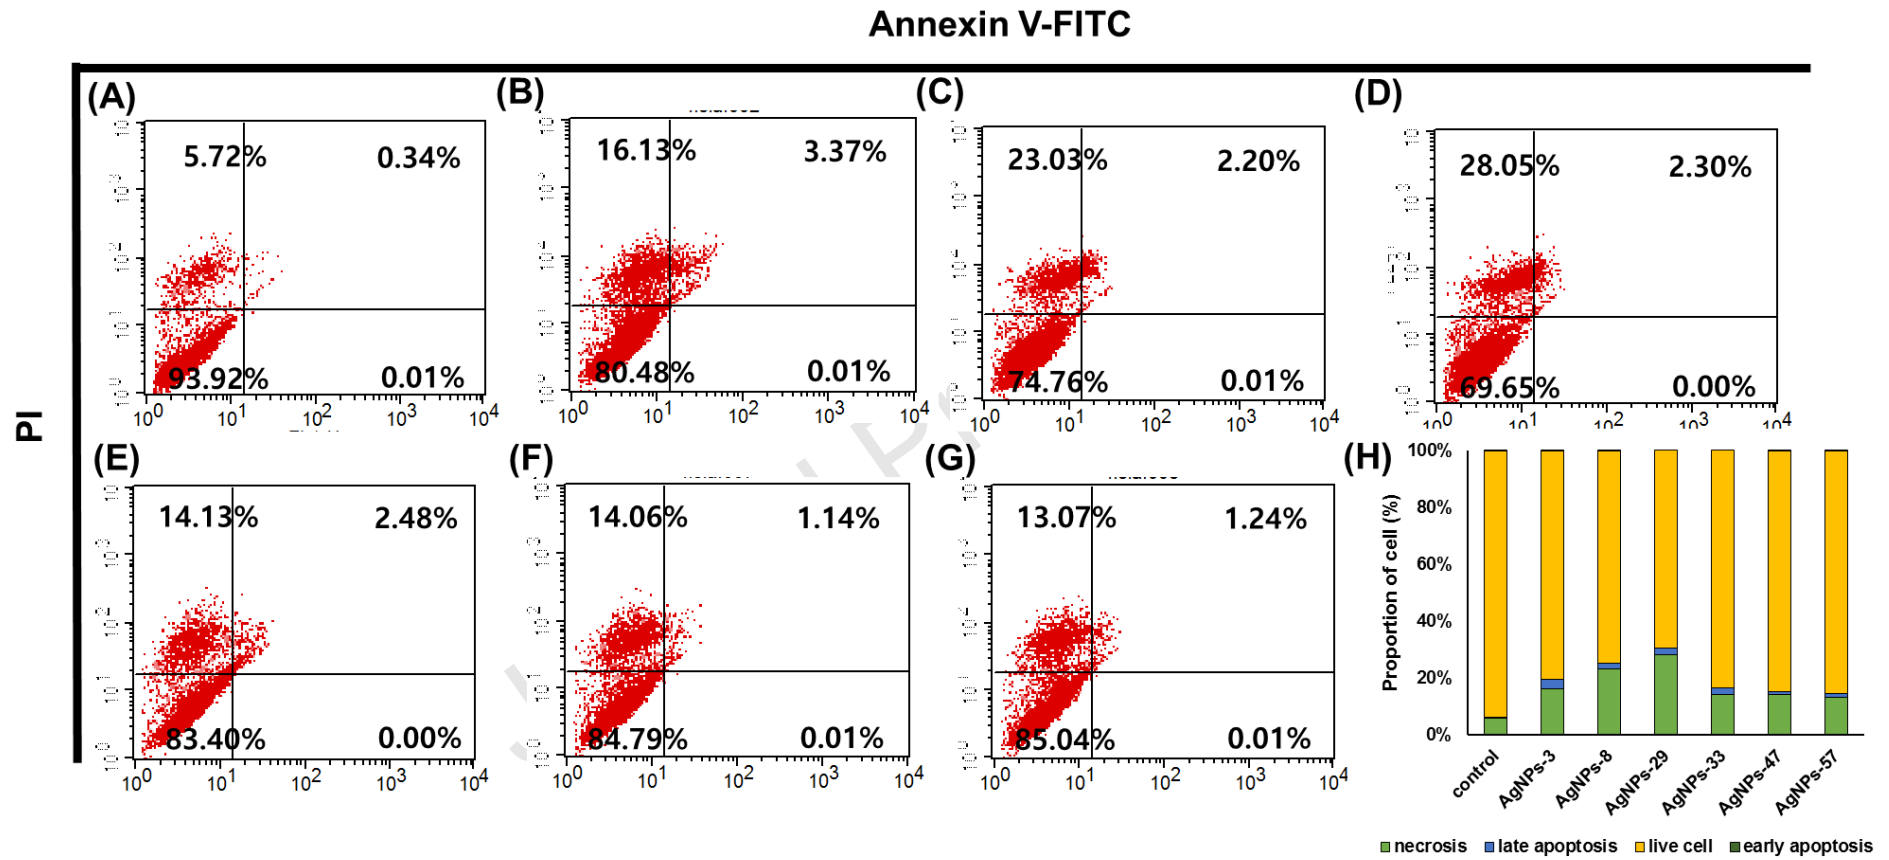 Annexin V-FITC
PI
(A)
5.72% 0.34%
93.92% 0.01%
10^0 10^1 10^2 10^3 10^4
(B)
16.13% 3.37%
80.48% 0.01%
10^0 10^1 10^2 10^3 10^4
(C)
23.03% 2.20%
74.76% 0.01%
10^0 10^1 10^2 10^3 10^4
(D)
28.05% 2.30%
69.65% 0.00%
10^0 10^1 10^2 10^3 10^4
(E)
14.13% 2.48%
83.40% 0.00%
10^0 10^1 10^2 10^3 10^4
(F)
14.06% 1.14%
84.79% 0.01%
10^0 10^1 10^2 10^3 10^4
(G)
13.07% 1.24%
85.04% 0.01%
10^0 10^1 10^2 10^3 10^4
(H)
Proportion of cell (%)
100%
80%
60%
40%
20%
0%
control AgNPs-3 AgNPs-8 AgNPs-29 AgNPs-33 AgNPs-47 AgNPs-57
necrosis late apoptosis live cell early apoptosis